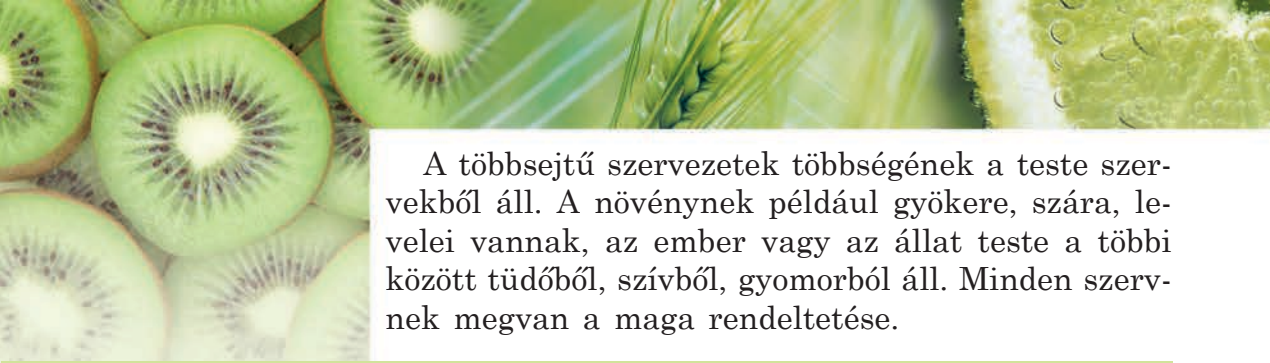 A többsejtű szervezetek többségének a teste szer-
vekből áll. A növénynek például gyökere, szára, le-
velei vannak, az ember vagy az állat teste a többi
között tüdőből, szívből, gyomorból áll. Minden szerv-
nek megvan a maga rendeltetése.